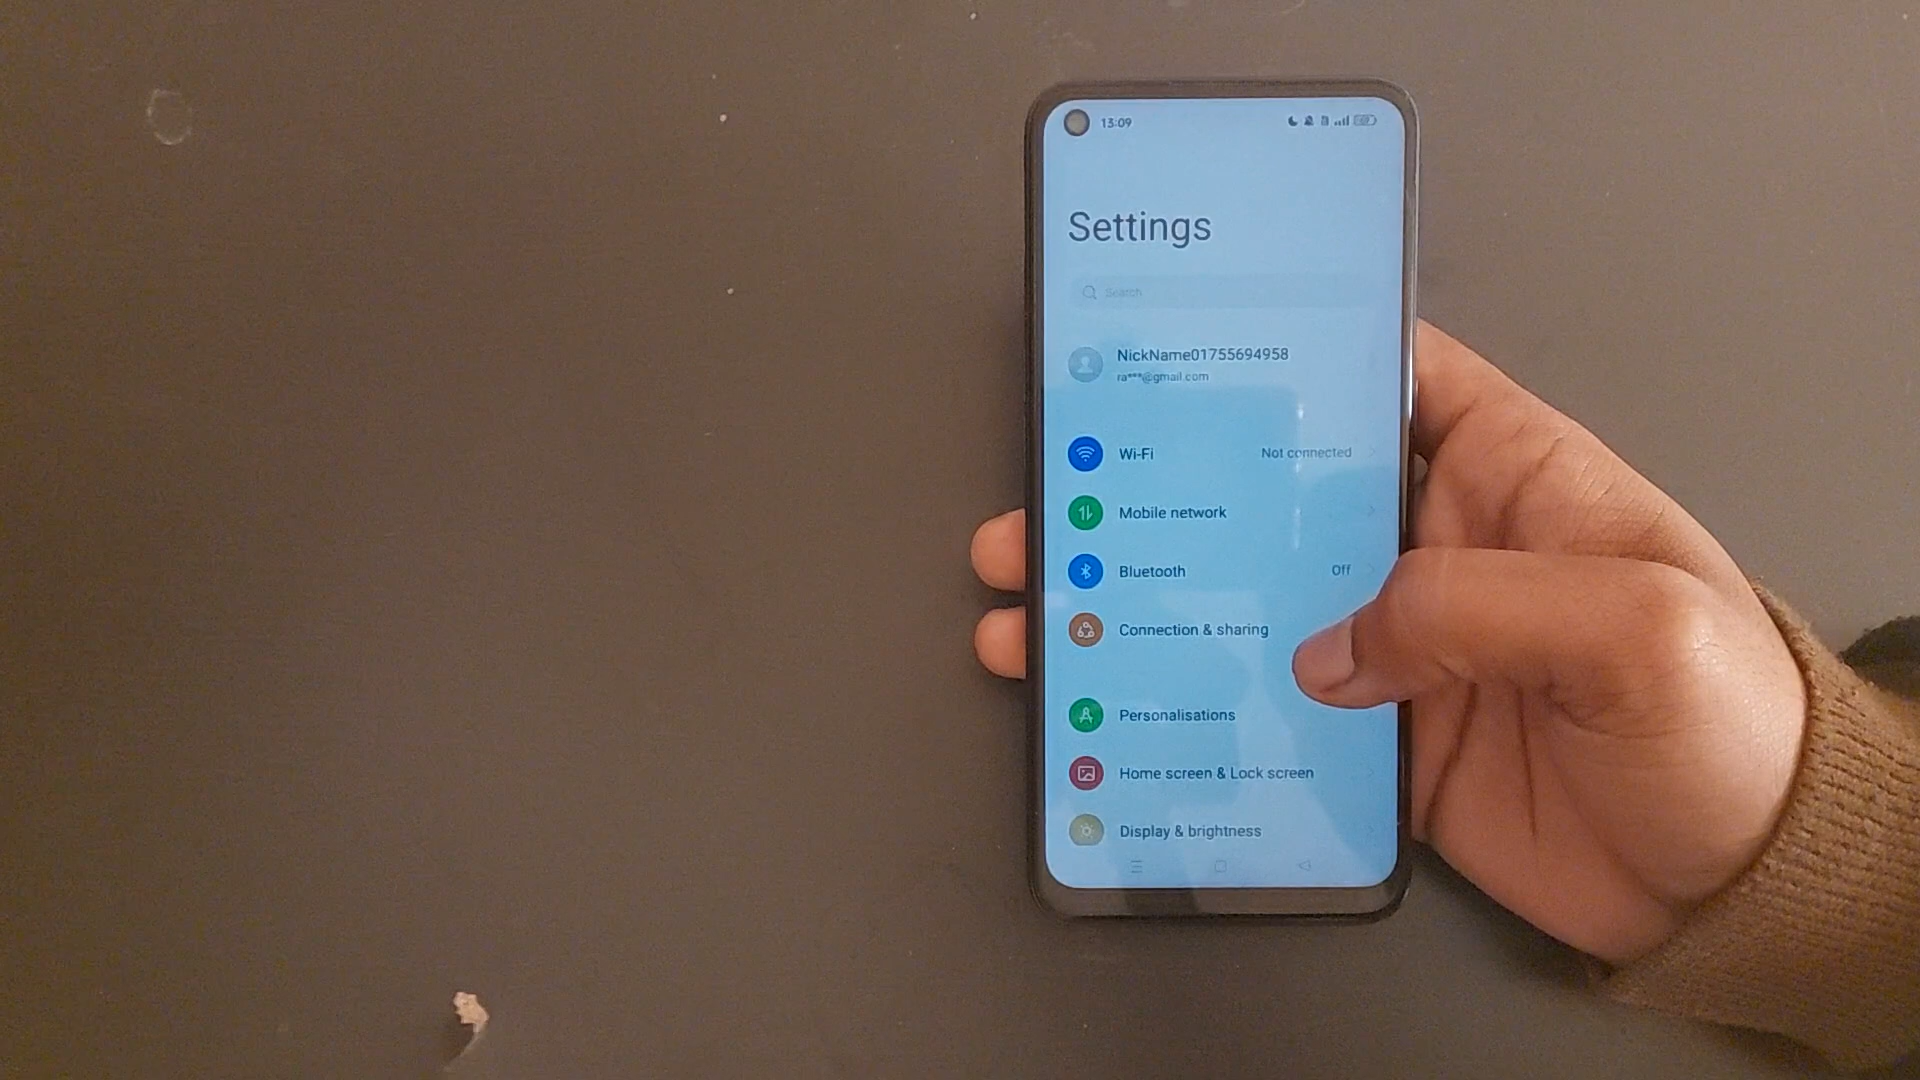 13:09
Settings
Search
NickName01755694958
ra***@gmail.com
Wi-Fi Not connected
Mobile network
Bluetooth Off
Connection & sharing
Personalisations
Home screen & Lock screen
Display & brightness